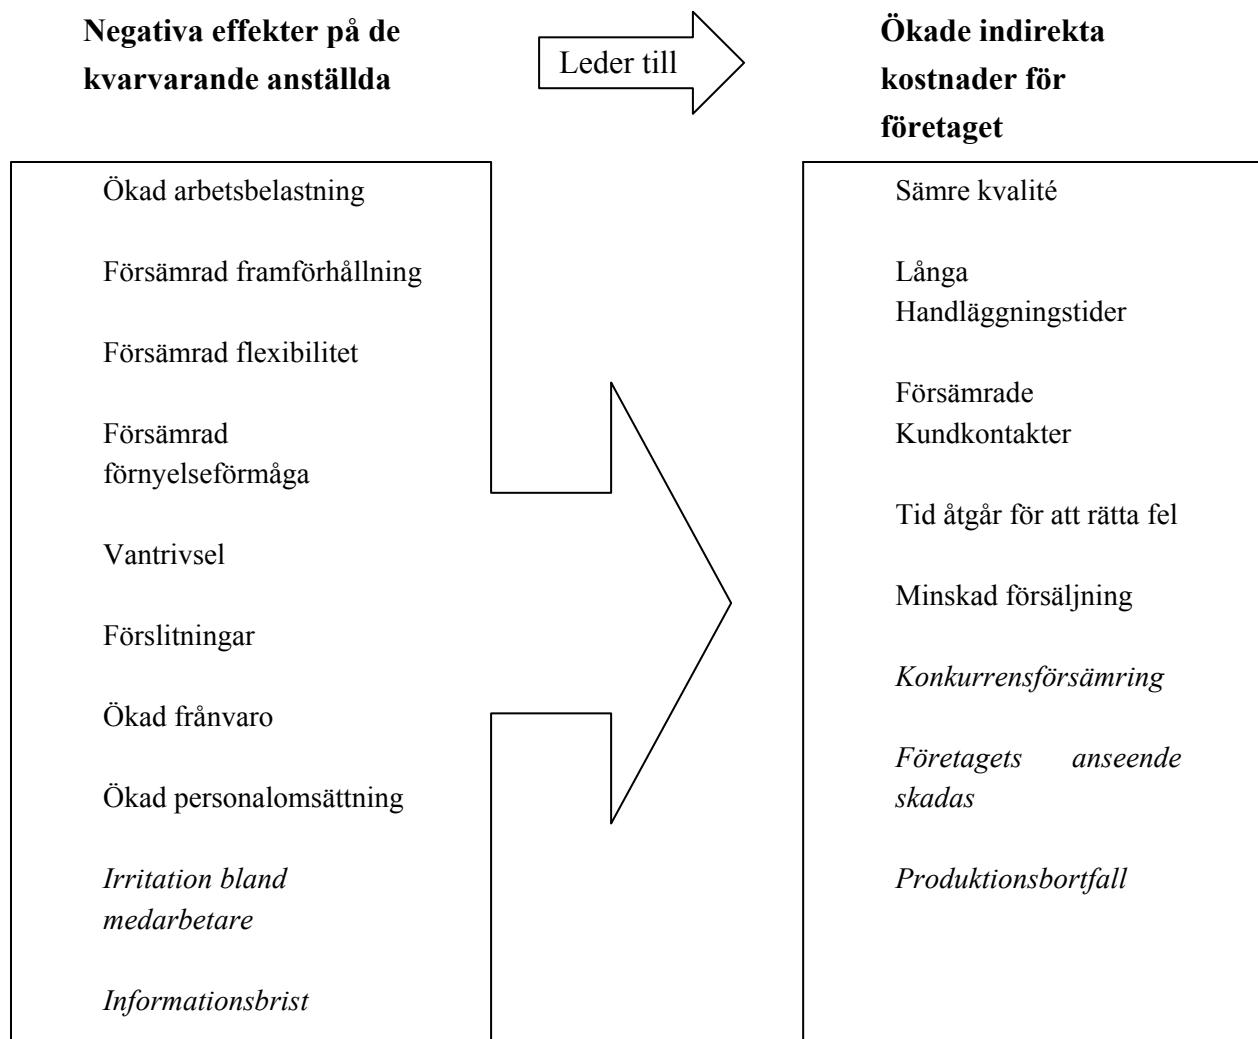 Negativa effekter på de
kvarvarande anställda
Leder till
Ökade indirekta
kostnader för
företaget
Ökad arbetsbelastning
Försämrad framförhållning
Försämrad flexibilitet
Försämrad
förnyelseförmåga
Vantrivsel
Förslitningar
Ökad frånvaro
Ökad personalomsättning
Irritation bland
medarbetare
Informationsbrist
Sämre kvalité
Långa
Handläggningstider
Försämrade
Kundkontakter
Tid åtgår för att rätta fel
Minskad försäljning
Konkurrensförsämring
Företagets anseende
skadas
Produktionsbortfall